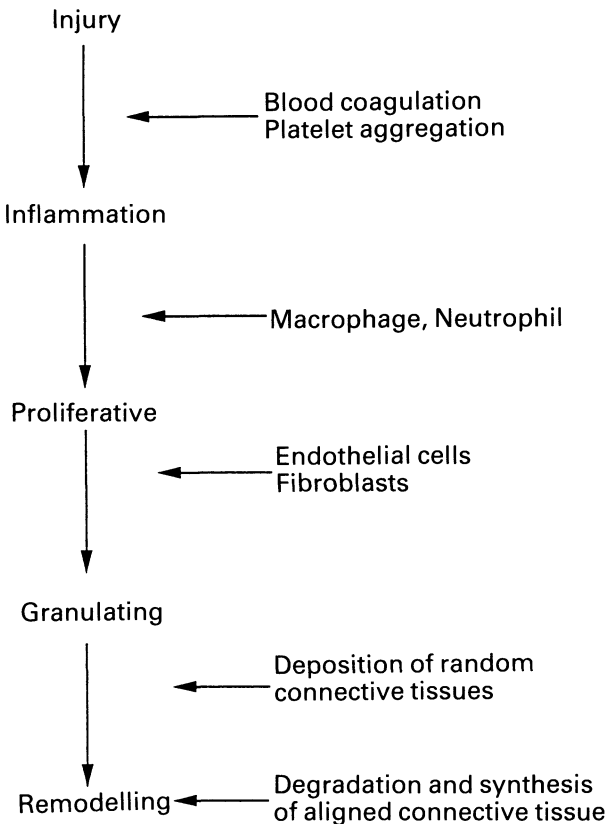 Injury
Blood coagulation
Platelet aggregation
Inflammation
Macrophage, Neutrophil
Proliferative
Endothelial cells
Fibroblasts
Granulating
Deposition of random
connective tissues
Remodelling
Degradation and synthesis
of aligned connective tissue